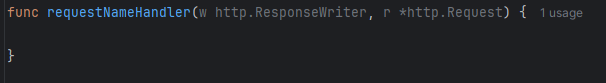 func requestNameHandler(w http.ResponseWriter, r *http.Request) { 1 usage
}